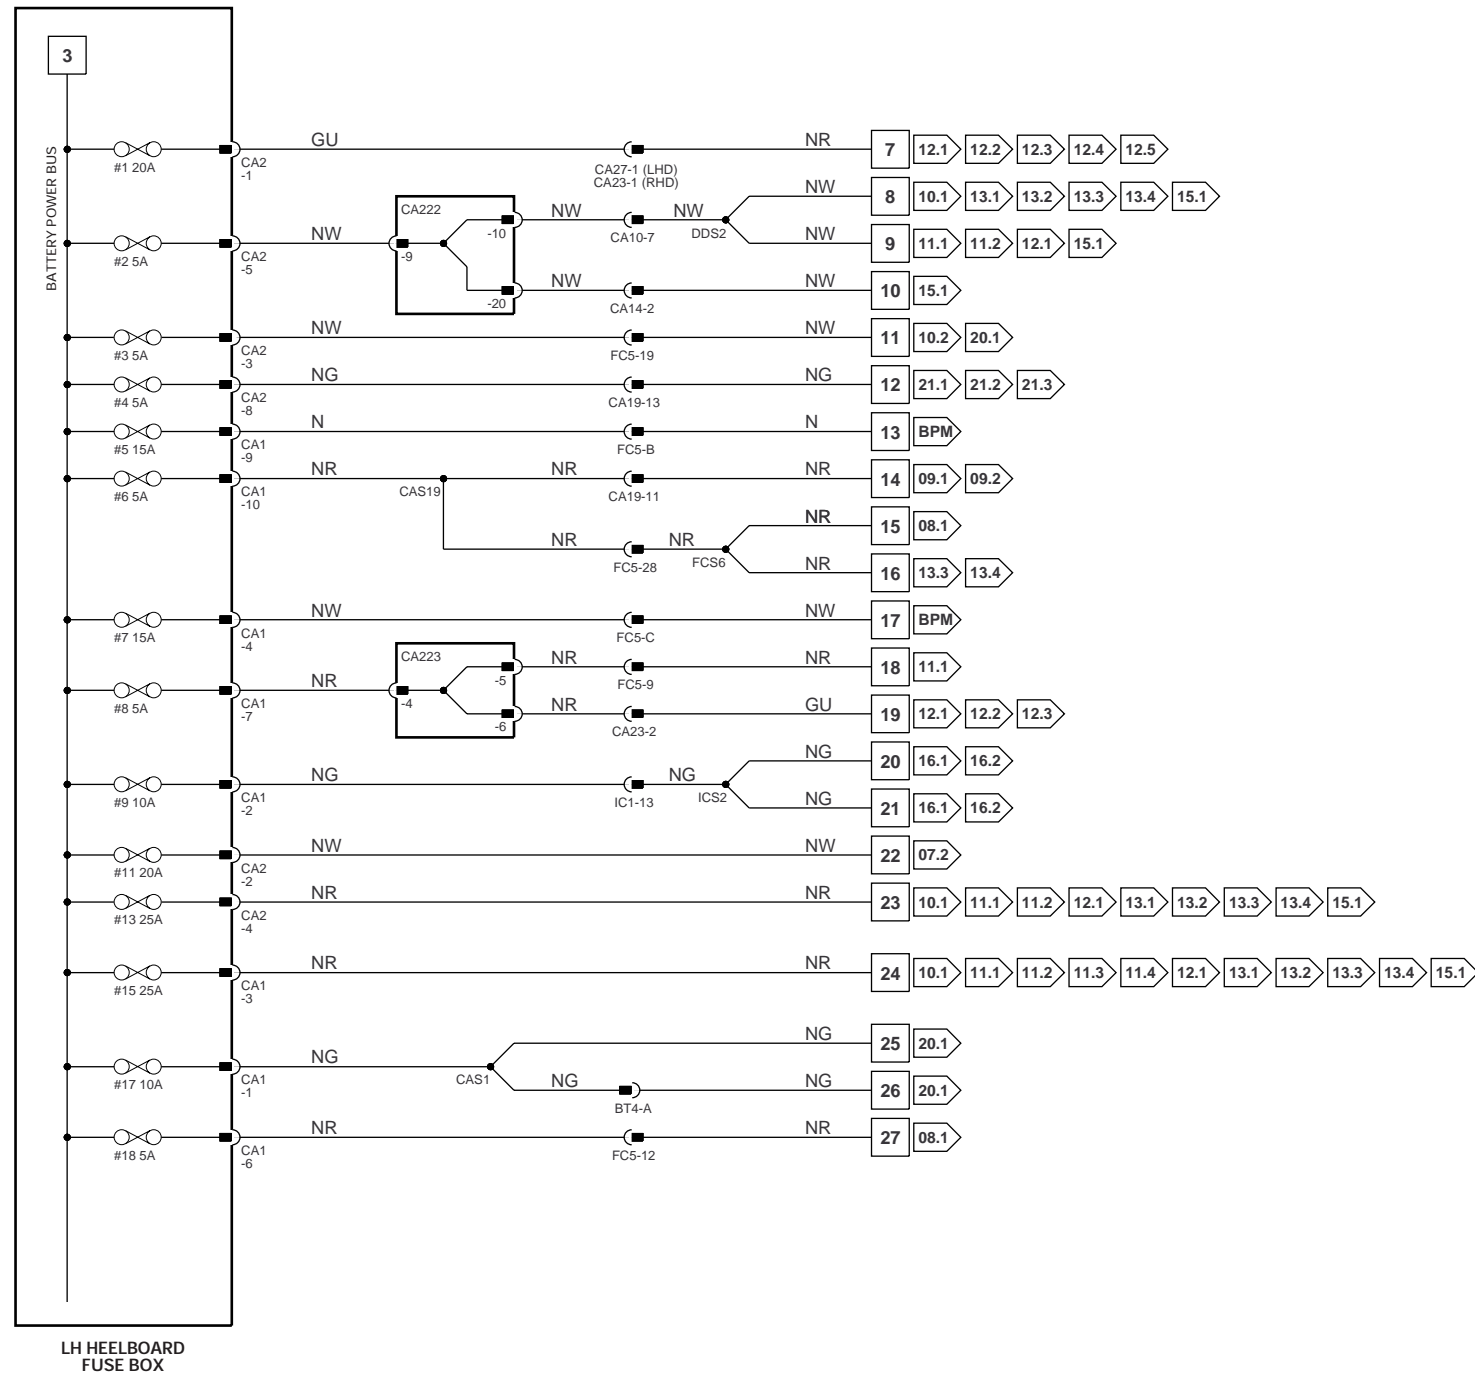 3
BATTERY POWER BUS
#1 20A
CA2
-1
GU
CA27-1 (LHD)
CA23-1 (RHD)
NR
7 12.1 12.2 12.3 12.4 12.5
#2 5A
CA2
-5
NW
CA222
-9
-10
-20
NW
CA10-7
NW
DDS2
NW
8 10.1 13.1 13.2 13.3 13.4 15.1
NW
9 11.1 11.2 12.1 15.1
NW
CA14-2
NW
10 15.1
#3 5A
CA2
-3
NW
FC5-19
NW
11 10.2 20.1
#4 5A
CA2
-8
NG
CA19-13
NG
12 21.1 21.2 21.3
#5 15A
CA1
-9
N
FC5-B
N
13 BPM
#6 5A
CA1
-10
NR
CAS19
NR
CA19-11
NR
14 09.1 09.2
NR
FC5-28
NR
FCS6
NR
15 08.1
NR
16 13.3 13.4
#7 15A
CA1
-4
NW
FC5-C
NW
17 BPM
#8 5A
CA1
-7
NR
CA223
-4
-5
-6
NR
FC5-9
NR
18 11.1
NR
CA23-2
GU
19 12.1 12.2 12.3
#9 10A
CA1
-2
NG
IC1-13
NG
ICS2
NG
20 16.1 16.2
NG
21 16.1 16.2
#11 20A
CA2
-2
NW
NW
22 07.2
#13 25A
CA2
-4
NR
NR
23 10.1 11.1 11.2 12.1 13.1 13.2 13.3 13.4 15.1
#15 25A
CA1
-3
NR
NR
24 10.1 11.1 11.2 11.3 11.4 12.1 13.1 13.2 13.3 13.4 15.1
#17 10A
CA1
-1
NG
CAS1
NG
25 20.1
NG
BT4-A
NG
26 20.1
#18 5A
CA1
-6
NR
FC5-12
NR
27 08.1
LH HEELBOARD
FUSE BOX